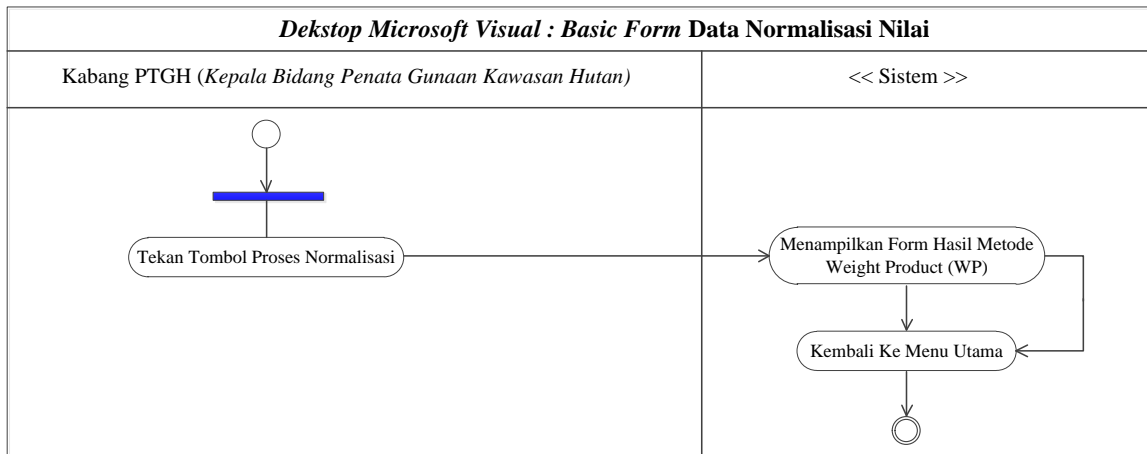 Dekstop Microsoft Visual : Basic Form Data Normalisasi Nilai
Kabang PTGH (Kepala Bidang Penata Gunaan Kawasan Hutan)
<< Sistem >>
Tekan Tombol Proses Normalisasi
Menampilkan Form Hasil Metode
Weight Product (WP)
Kembali Ke Menu Utama